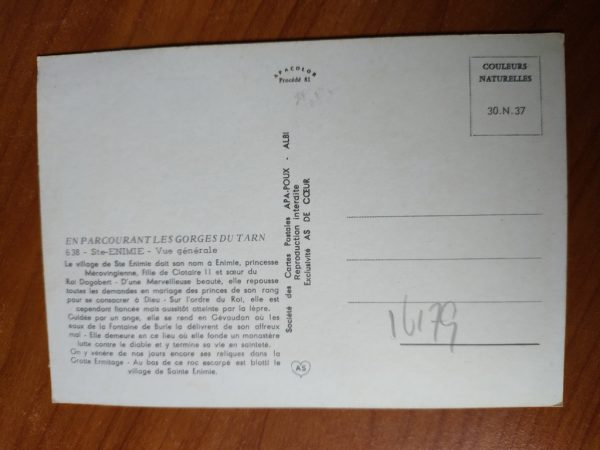 APACOLOR
Procédé 81
COULEURS
NATURELLES
30.N.37
EN PARCOURANT LES GORGES DU TARN
638 - Ste-ENIMIE - Vue générale
Le village de Ste Enimie doit son nom à Enimie, princesse
Mérovingienne, Fille de Clotaire II et sœur du
Roi Dagobert - D'une Merveilleuse beauté, elle repousse
toutes les demandes en mariage des princes de son rang
pour se consacrer à Dieu - Sur l'ordre du Roi, elle est
cependant fiancée mais aussitôt atteinte par la lèpre.
Guidée par un ange, elle se rend en Gévaudan où les
eaux de la Fontaine de Burle la délivrent de son affreux
mal - Elle demeure en ce lieu où elle fonde un monastère
lutte contre le diable et y termine sa vie en sainteté.
On y vénère de nos jours encore ses reliques dans la
Grotte Ermitage - Au bas de ce roc escarpé est blotti le
village de Sainte Enimie.
Société des Cartes Postales APA-POUX - ALBI
Reproduction interdite
Exclusivité AS DE CŒUR
AS
16179